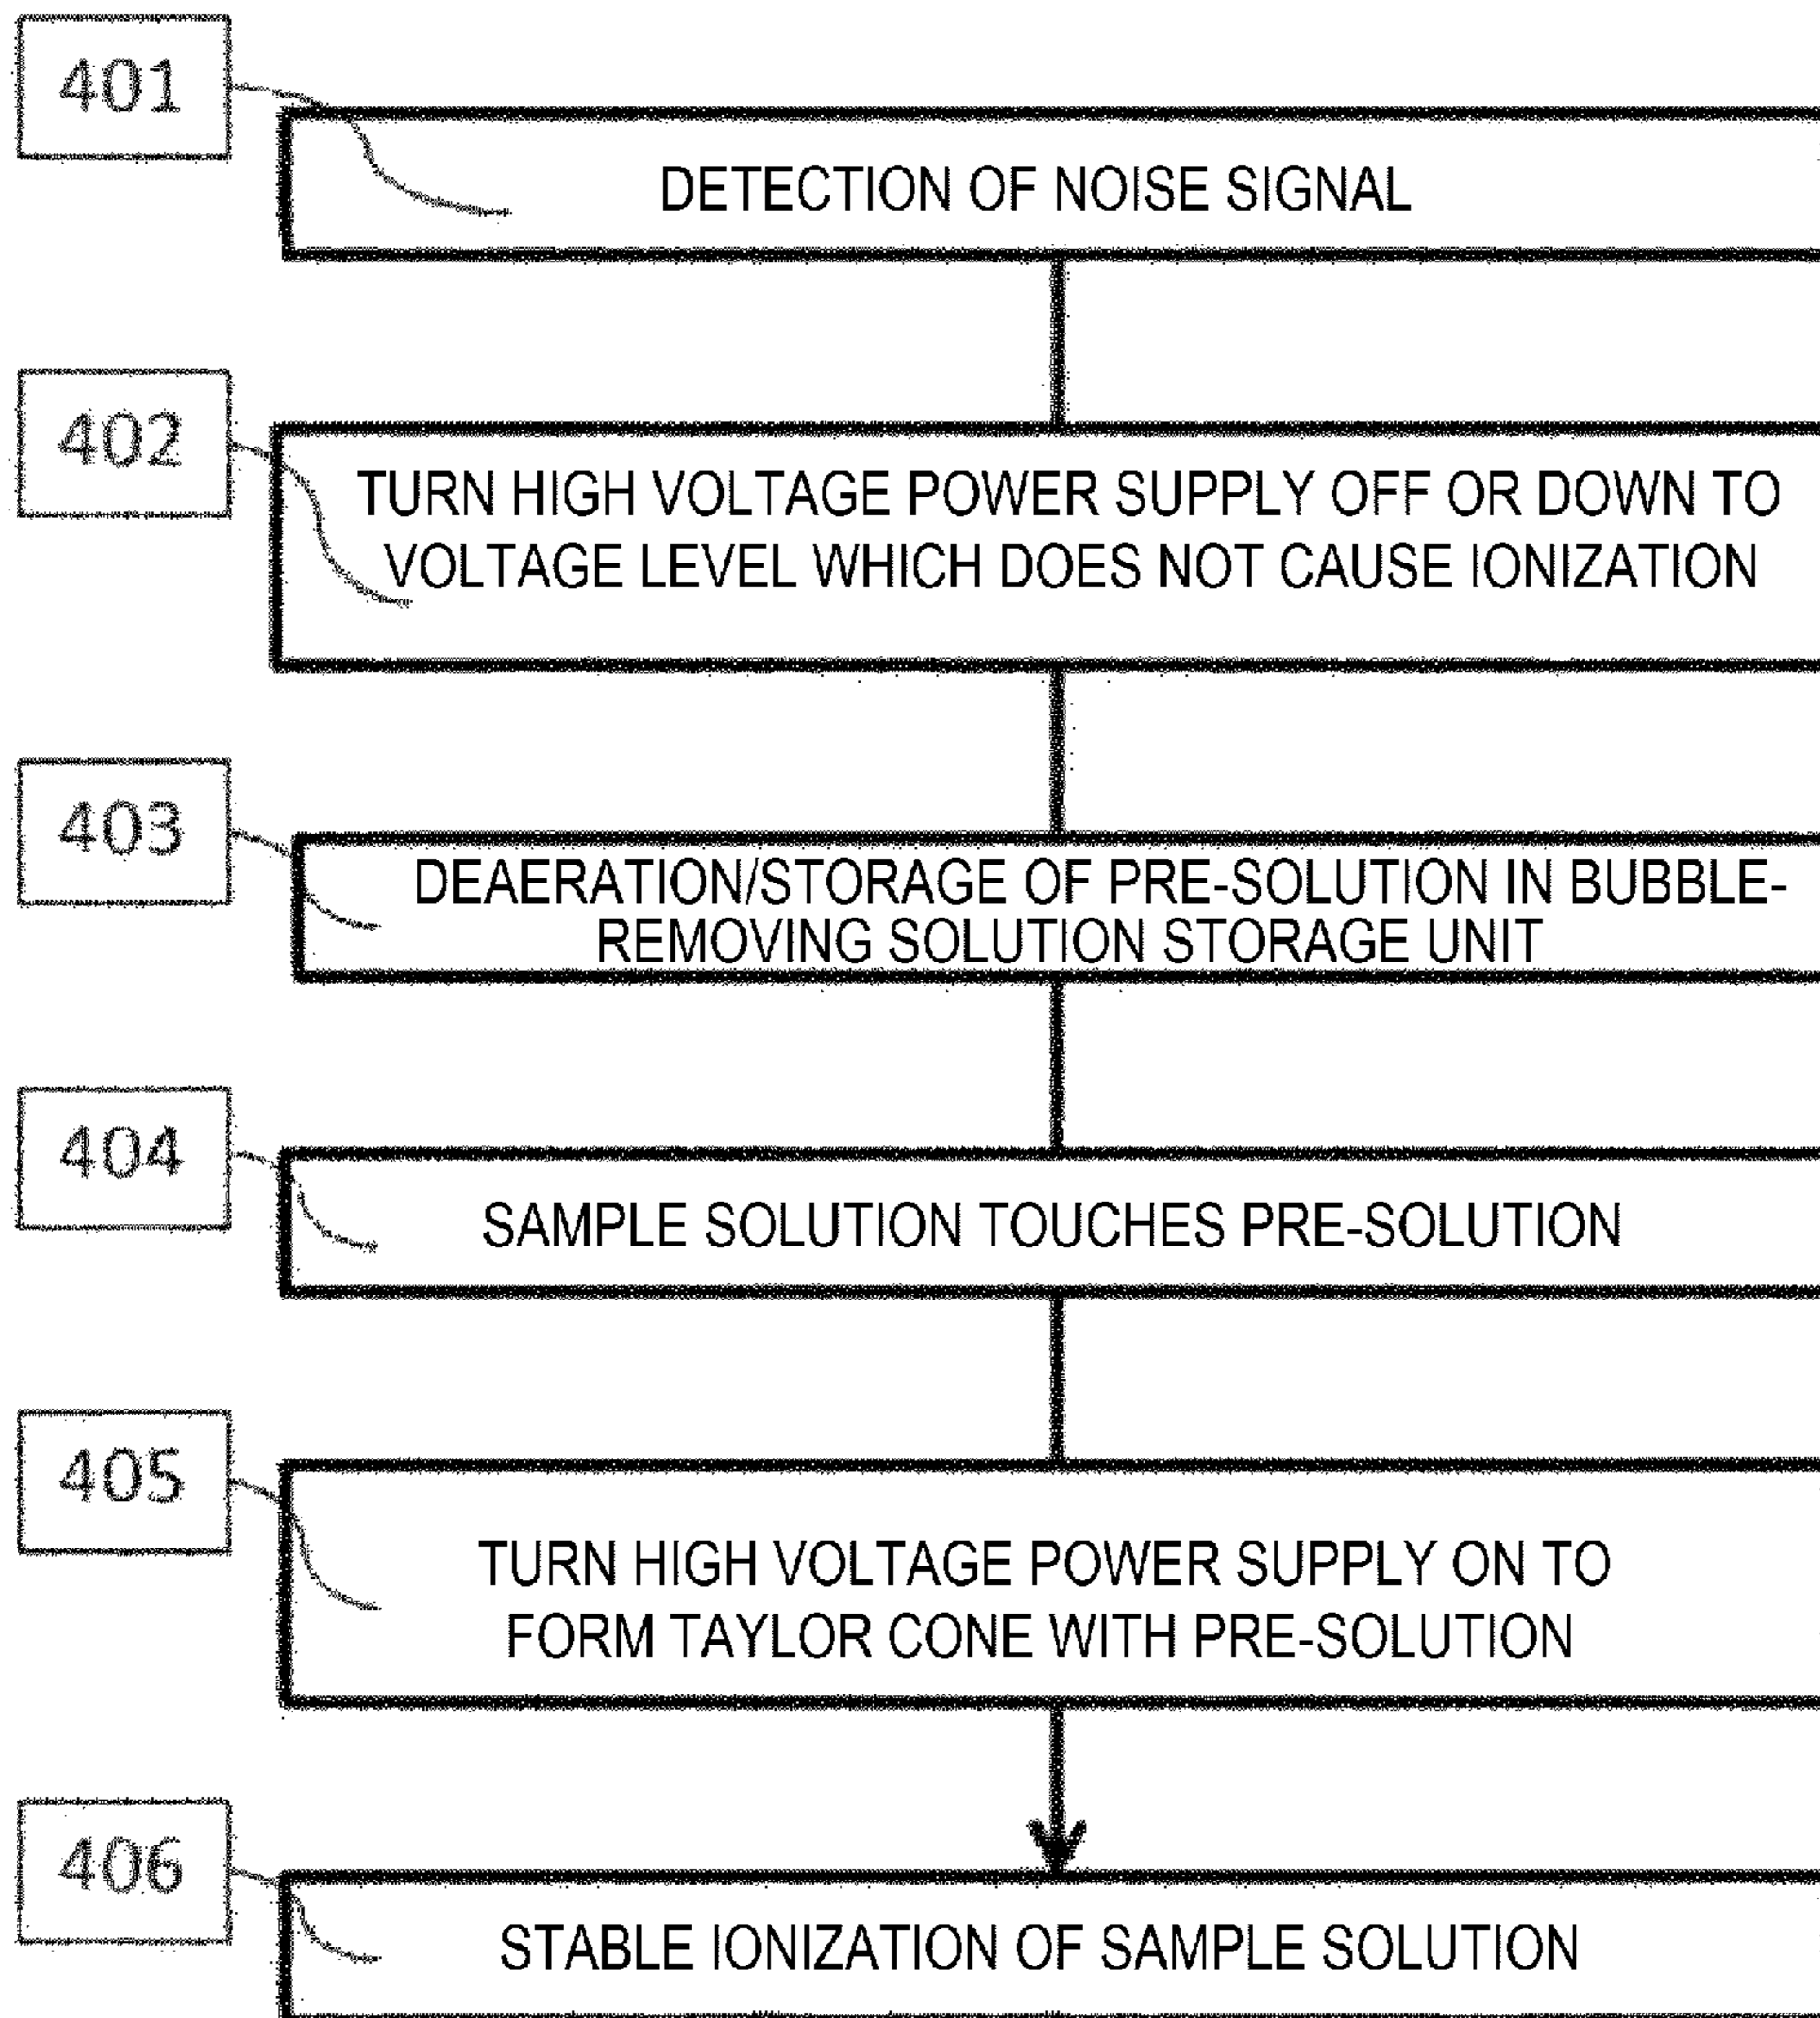 401
DETECTION OF NOISE SIGNAL
402
TURN HIGH VOLTAGE POWER SUPPLY OFF OR DOWN TO
VOLTAGE LEVEL WHICH DOES NOT CAUSE IONIZATION
403
DEAERATION/STORAGE OF PRE-SOLUTION IN BUBBLE-
REMOVING SOLUTION STORAGE UNIT
404
SAMPLE SOLUTION TOUCHES PRE-SOLUTION
405
TURN HIGH VOLTAGE POWER SUPPLY ON TO
FORM TAYLOR CONE WITH PRE-SOLUTION
406
STABLE IONIZATION OF SAMPLE SOLUTION